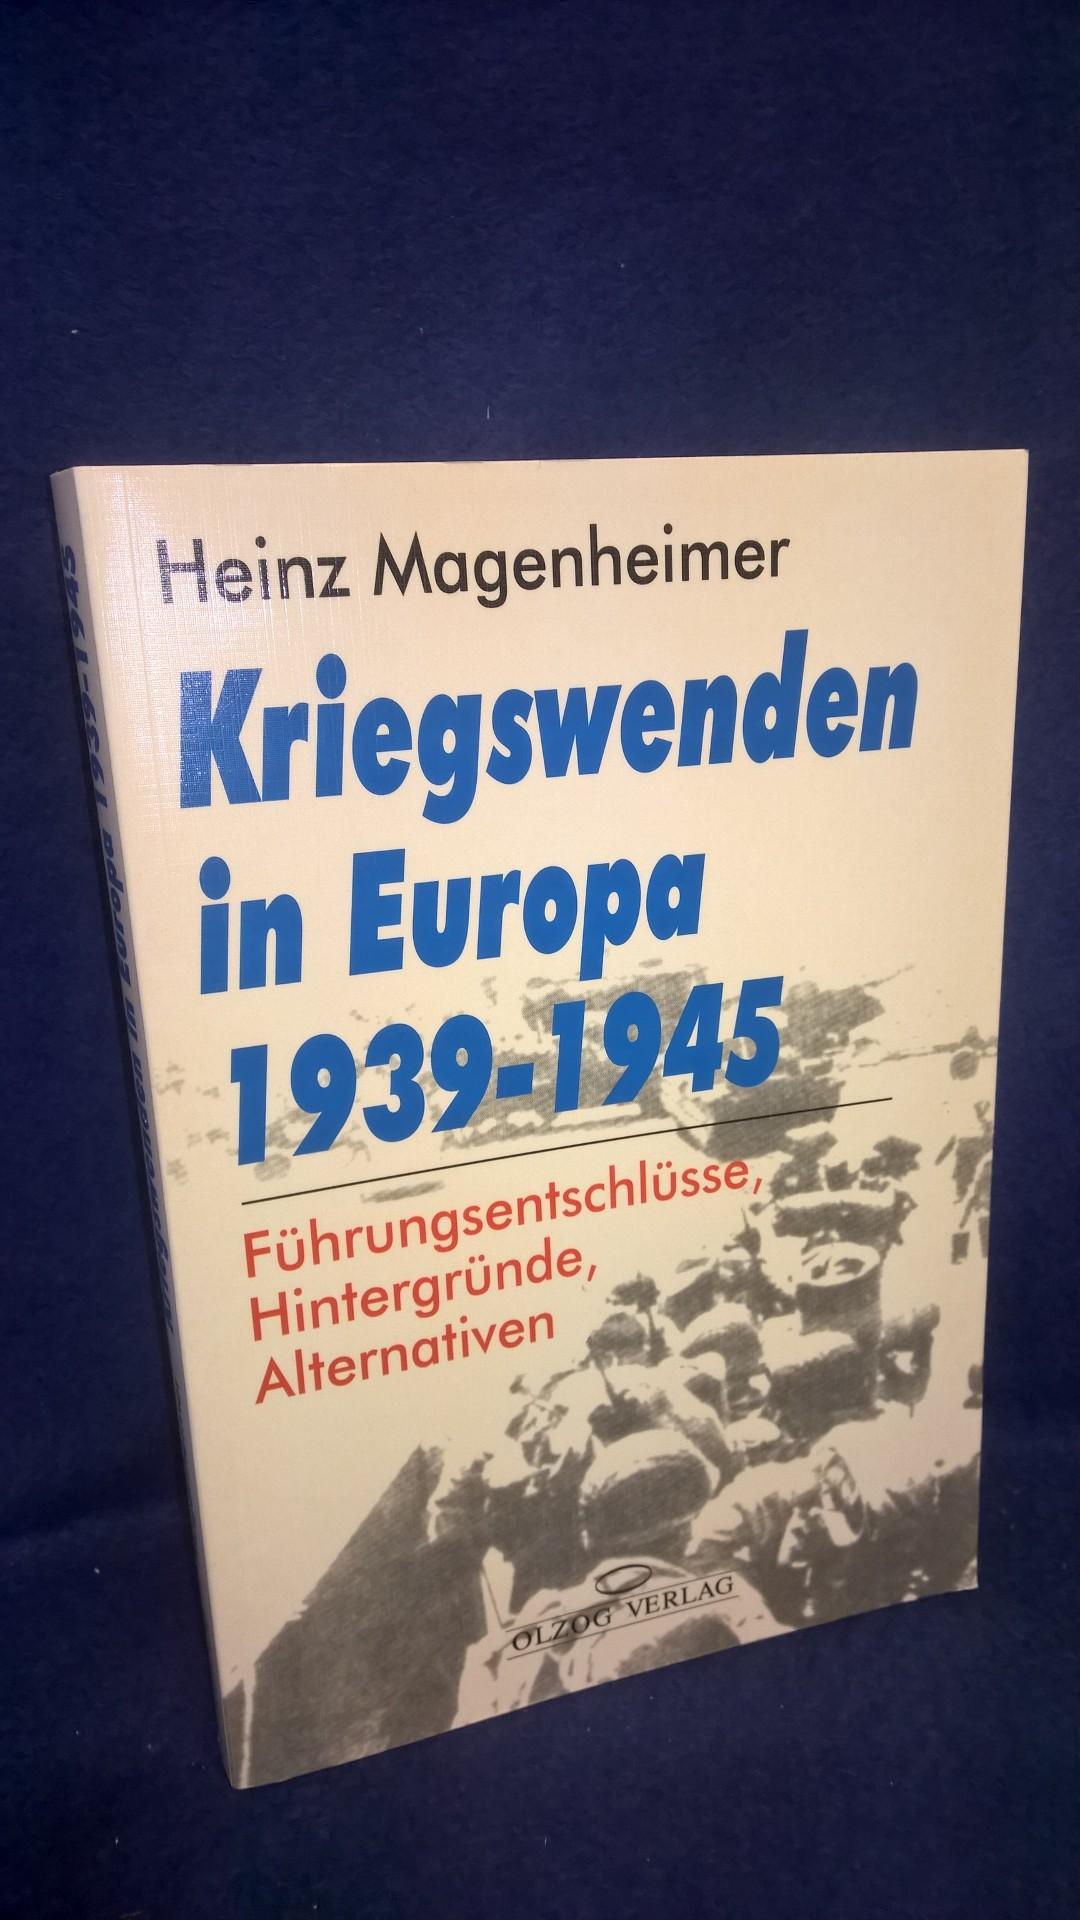 Heinz Magenheimer
Kriegswenden
in Europa
1939-1945
Führungsentschlüsse,
Hintergründe,
Alternativen
OLZOG VERLAG
Kriegswenden in Europa 1939-1945